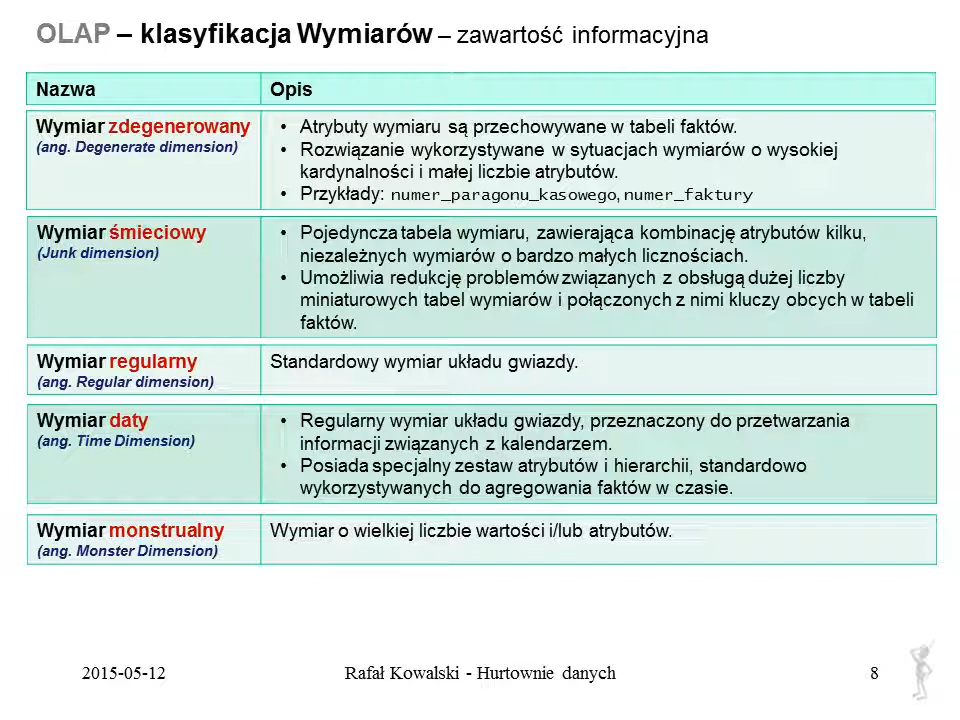 OLAP – klasyfikacja Wymiarów – zawartość informacyjna
Nazwa
Opis
Wymiar zdegenerowany
(ang. Degenerate dimension)
• Atrybuty wymiaru są przechowywane w tabeli faktów.
• Rozwiązanie wykorzystywane w sytuacjach wymiarów o wysokiej
kardynalności i małej liczbie atrybutów.
• Przykłady: numer_paragonu_kasowego, numer_faktury
Wymiar śmieciowy
(Junk dimension)
• Pojedyncza tabela wymiaru, zawierająca kombinację atrybutów kilku,
niezależnych wymiarów o bardzo małych licznościach.
• Umożliwia redukcję problemów związanych z obsługą dużej liczby
miniaturowych tabel wymiarów i połączonych z nimi kluczy obcych w tabeli
faktów.
Wymiar regularny
(ang. Regular dimension)
Standardowy wymiar układu gwiazdy.
Wymiar daty
(ang. Time Dimension)
• Regularny wymiar układu gwiazdy, przeznaczony do przetwarzania
informacji związanych z kalendarzem.
• Posiada specjalny zestaw atrybutów i hierarchii, standardowo
wykorzystywanych do agregowania faktów w czasie.
Wymiar monstrualny
(ang. Monster Dimension)
Wymiar o wielkiej liczbie wartości i/lub atrybutów.
2015-05-12
Rafał Kowalski - Hurtownie danych
8